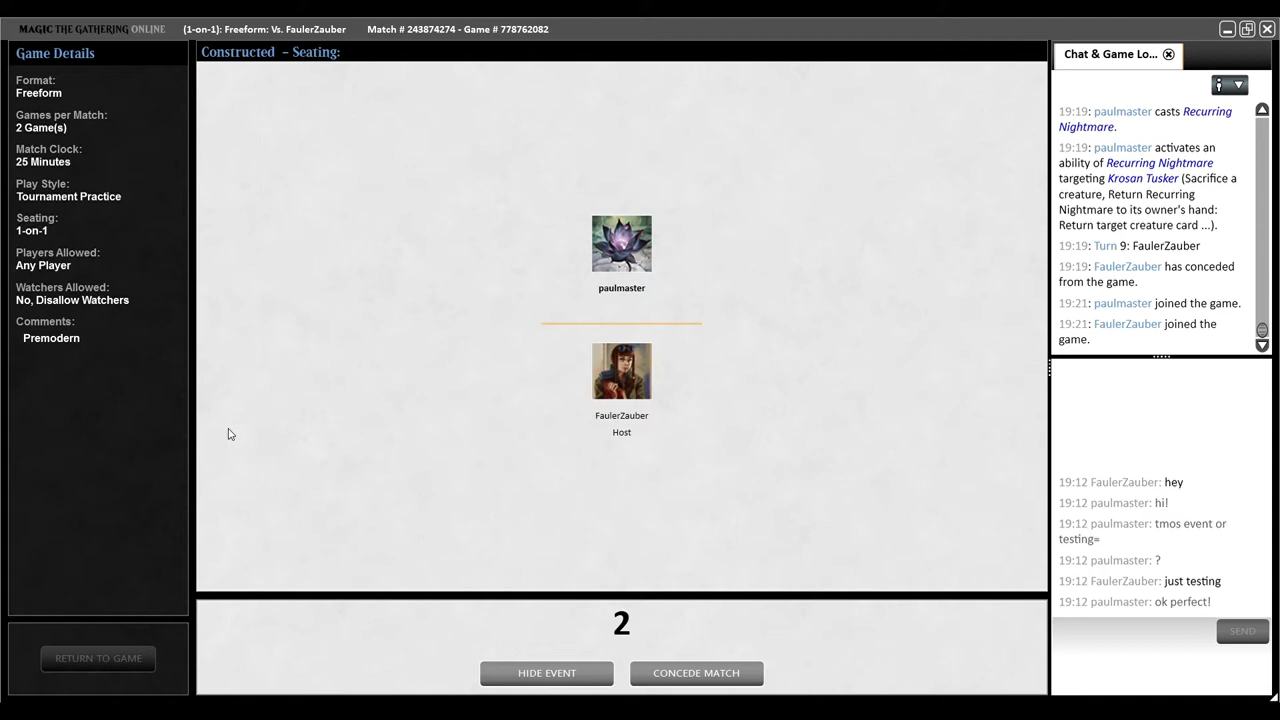 MAGIC THE GATHERING ONLINE (1-on-1): Freeform: Vs. FaulerZauber Match # 243874274 - Game # 778762082
Game Details
Format:
Freeform
Games per Match:
2 Game(s)
Match Clock:
25 Minutes
Play Style:
Tournament Practice
Seating:
1-on-1
Players Allowed:
Any Player
Watchers Allowed:
No, Disallow Watchers
Comments:
Premodern
RETURN TO GAME
Constructed – Seating:
paulmaster
FaulerZauber
Host
2
HIDE EVENT
CONCEDE MATCH
Chat & Game Lo...
19:19: paulmaster casts Recurring
Nightmare.
19:19: paulmaster activates an
ability of Recurring Nightmare
targeting Krosan Tusker (Sacrifice a
creature, Return Recurring
Nightmare to its owner's hand:
Return target creature card ...).
19:19: Turn 9: FaulerZauber
19:19: FaulerZauber has conceded
from the game.
19:21: paulmaster joined the game.
19:21: FaulerZauber joined the
game.
19:12 FaulerZauber: hey
19:12 paulmaster: hi!
19:12 paulmaster: tmos event or
testing=
19:12 paulmaster: ?
19:12 FaulerZauber: just testing
19:12 paulmaster: ok perfect!
SEND